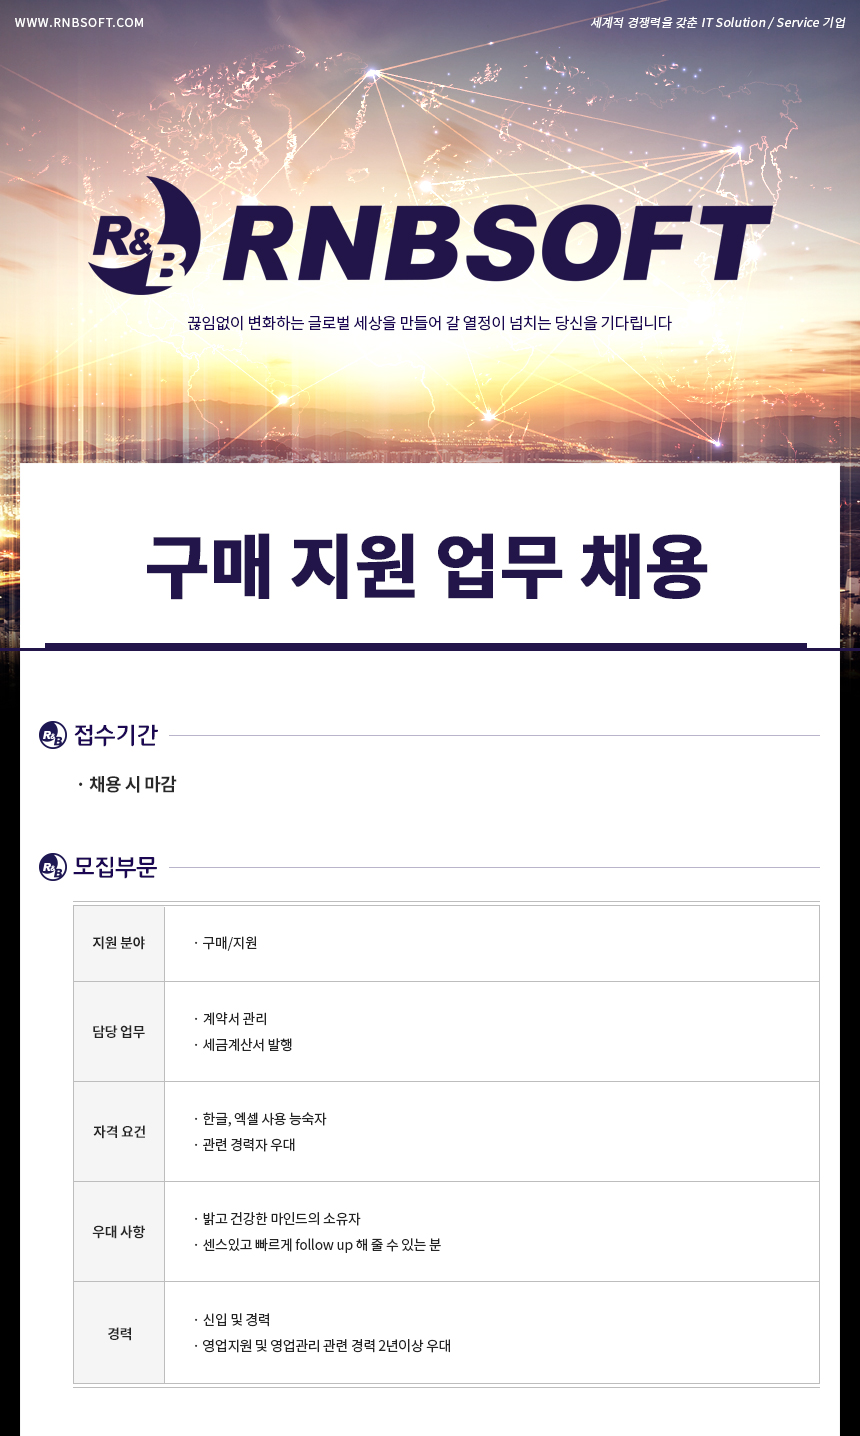 WWW.RNBSOFT.COM
세계적 경쟁력을 갖춘 IT Solution / Service 기업
R&B RNBSOFT
끊임없이 변화하는 글로벌 세상을 만들어 갈 열정이 넘치는 당신을 기다립니다
구매 지원 업무 채용
R&B 접수기간
· 채용 시 마감
R&B 모집부문
지원 분야
· 구매/지원
담당 업무
· 계약서 관리
· 세금계산서 발행
자격 요건
· 한글, 엑셀 사용 능숙자
· 관련 경력자 우대
우대 사항
· 밝고 건강한 마인드의 소유자
· 센스있고 빠르게 follow up 해 줄 수 있는 분
경력
· 신입 및 경력
· 영업지원 및 영업관리 관련 경력 2년이상 우대